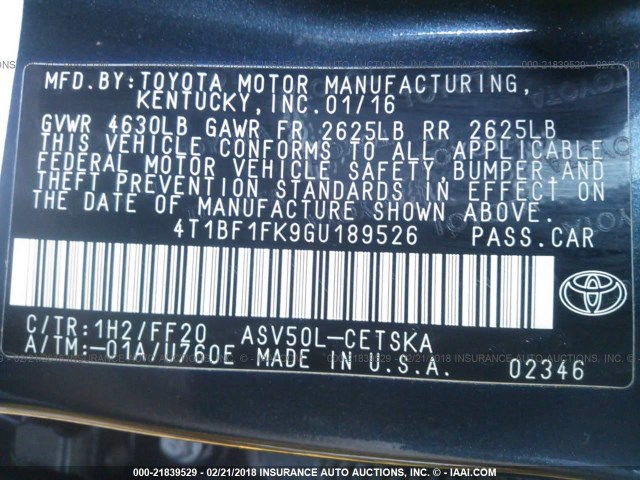 MFD.BY:TOYOTA MOTOR MANUFACTURING,
KENTUCKY,INC.01/16
GVWR 4630LB GAWR FR 2625LB RR 2625LB
THIS VEHICLE CONFORMS TO ALL APPLICABLE
FEDERAL MOTOR VEHICLE SAFETY,BUMPER,AND
THEFT PREVENTION STANDARDS IN EFFECT ON
THE DATE OF MANUFACTURE SHOWN ABOVE.
4T1BF1FK9GU189526 PASS.CAR
C/TR:1H2/FF20 ASV50L-CETSKA
A/TM:-01A/U760E MADE IN U.S.A. 02346
000-21839529 - 02/21/2018 INSURANCE AUTO AUCTIONS, INC. © - IAAI.COM